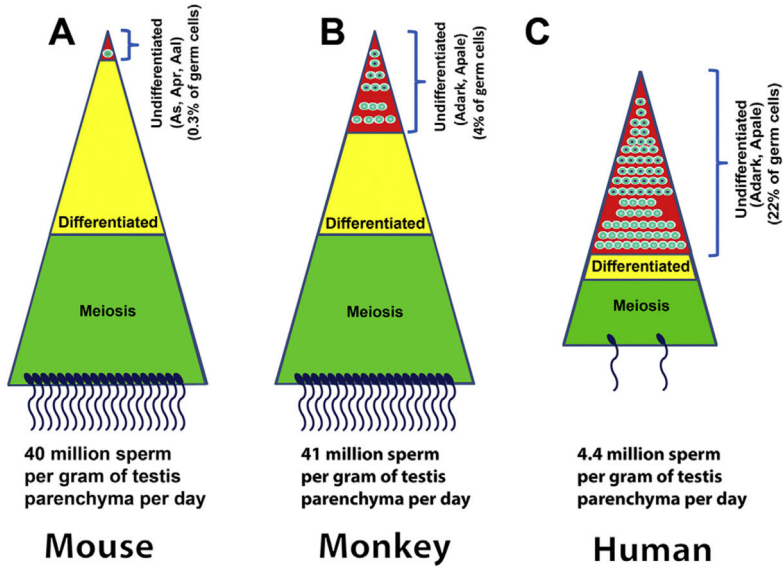 A
Undifferentiated
(As, Apr, Aal)
(0.3% of germ cells)
Differentiated
Meiosis
40 million sperm
per gram of testis
parenchyma per day
Mouse
B
Undifferentiated
(Adark, Apale)
(4% of germ cells)
Differentiated
Meiosis
41 million sperm
per gram of testis
parenchyma per day
Monkey
C
Undifferentiated
(Adark, Apale)
(22% of germ cells)
Differentiated
Meiosis
4.4 million sperm
per gram of testis
parenchyma per day
Human